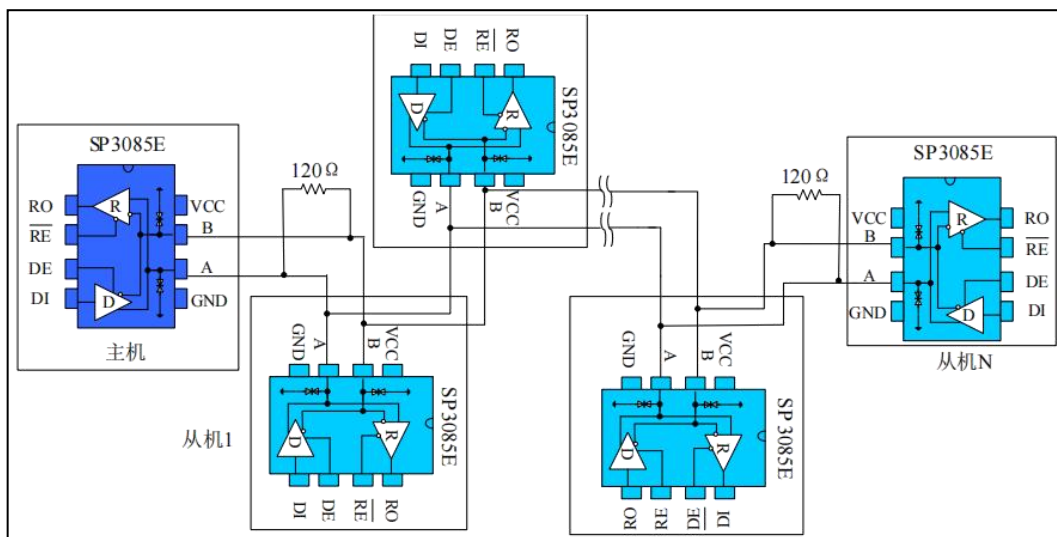 DI DE RE RO
SP3085E
GND A B VCC
SP3085E
RO
RE
DE
DI
VCC
B
A
GND
主机
120Ω
120Ω
SP3085E
VCC
B
A
GND
RO
RE
DE
DI
从机N
GND A B VCC
SP3085E
从机1
DI DE RE RO
GND A B VCC
SP3085E
RO RE DE DI
D
R
R
D
D
R
D
R
R
D